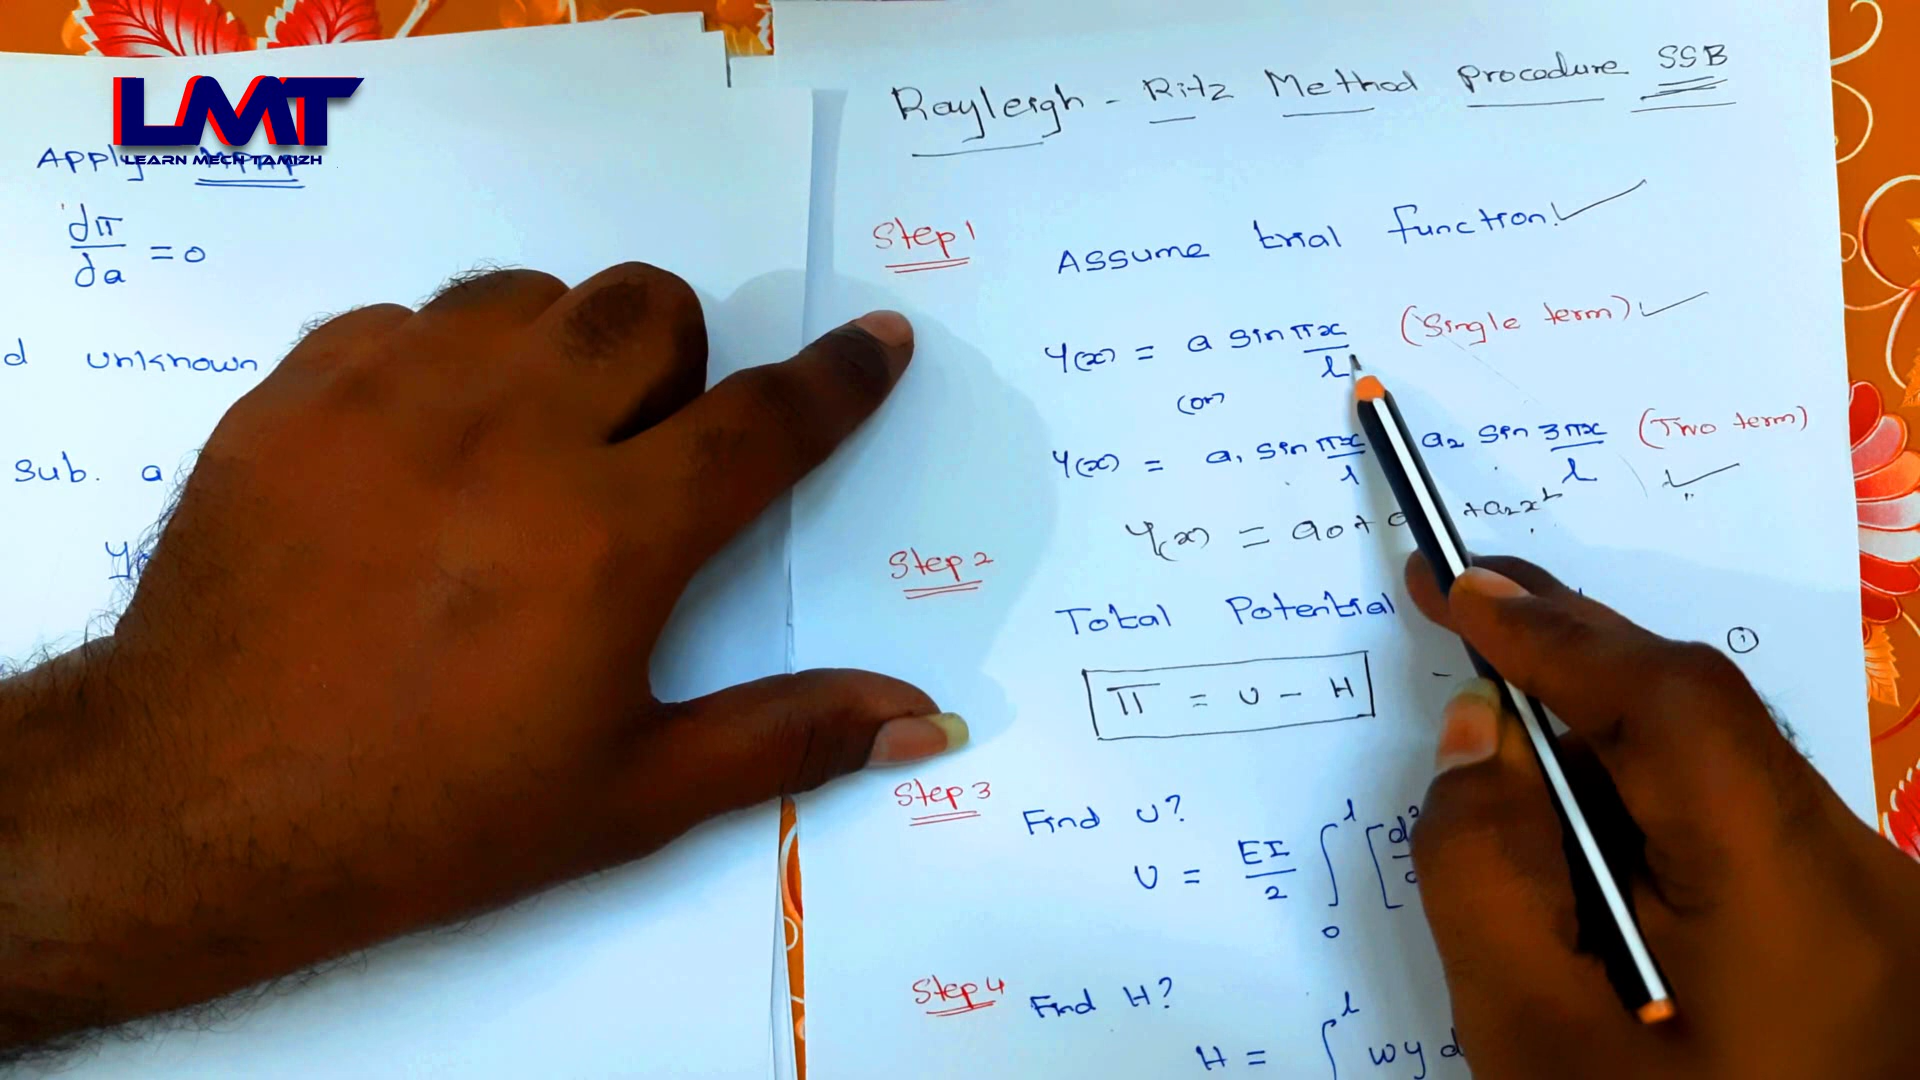 LMT
LEARN MECH TAMIZH
Apply
dπ/da = 0
d unknown
Sub. a
Rayleigh - Ritz Method Procedure SSB
Step 1
Assume trial function!
Y(x) = a sin πx/l (Single term)
(or)
Y(x) = a₁ sin πx/l a₂ sin 3πx/l (Two term)
Y(x) = a₀ + +a₂x²
Step 2
Total Potential
π = U - H - ①
Step 3
Find U?
U = EI/2 ∫₀ˡ [
Step 4
Find H?
H = ∫ˡ wy d